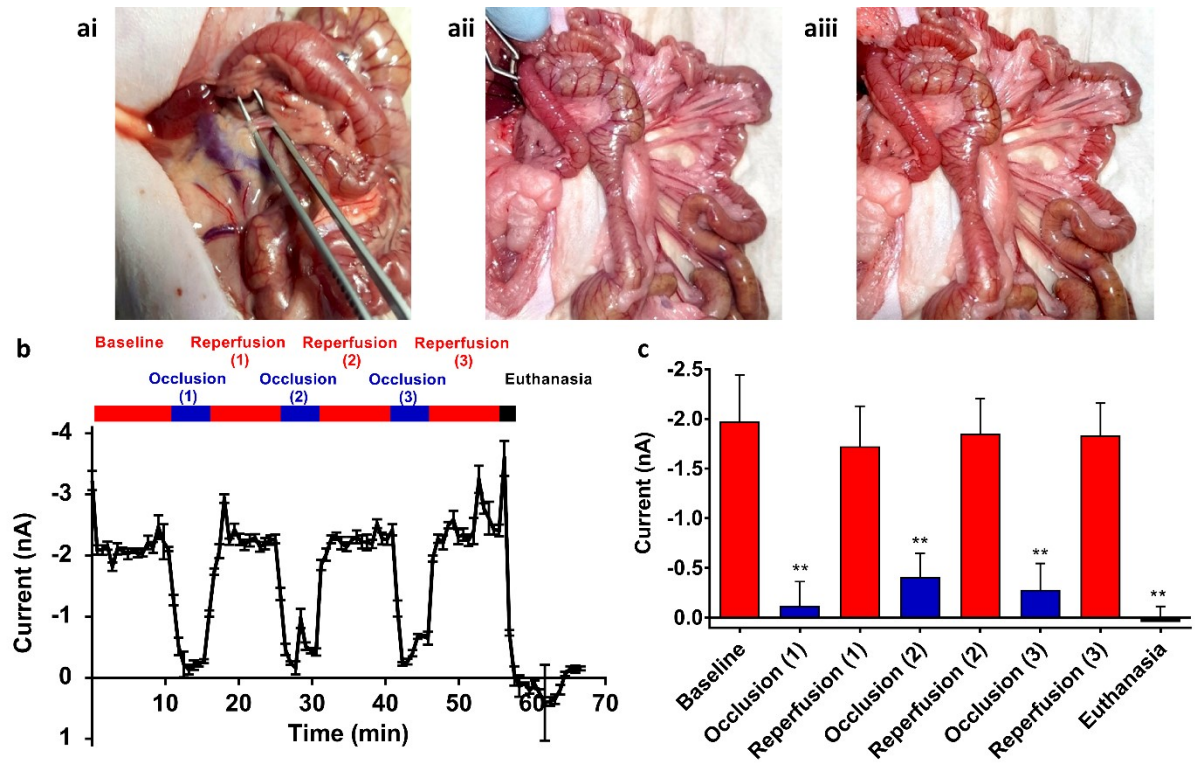 ai
aii
aiii
b
Baseline
Reperfusion
(1)
Reperfusion
(2)
Reperfusion
(3)
Occlusion
(1)
Occlusion
(2)
Occlusion
(3)
Euthanasia
Current (nA)
-4
-3
-2
-1
0
1
10
20
30
40
50
60
70
Time (min)
c
Current (nA)
-2.5
-2.0
-1.5
-1.0
-0.5
0.0
**
**
**
**
Baseline
Occlusion (1)
Reperfusion (1)
Occlusion (2)
Reperfusion (2)
Occlusion (3)
Reperfusion (3)
Euthanasia